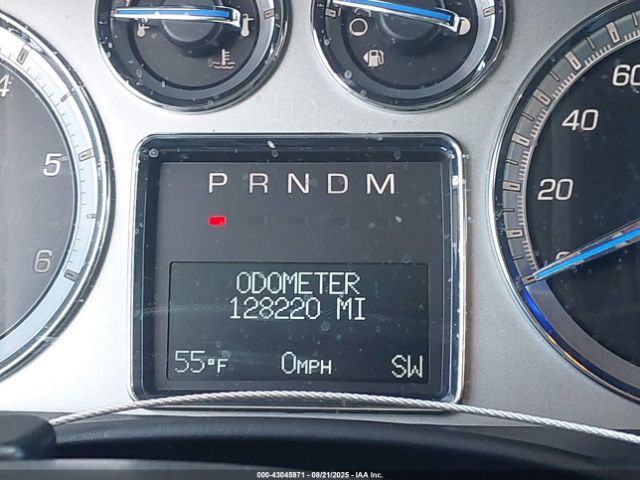 4
5
6
60
40
20
P R N D M
ODOMETER
128220 MI
55°F 0MPH SW
000-43045971 - 08/21/2025 - IAA Inc.